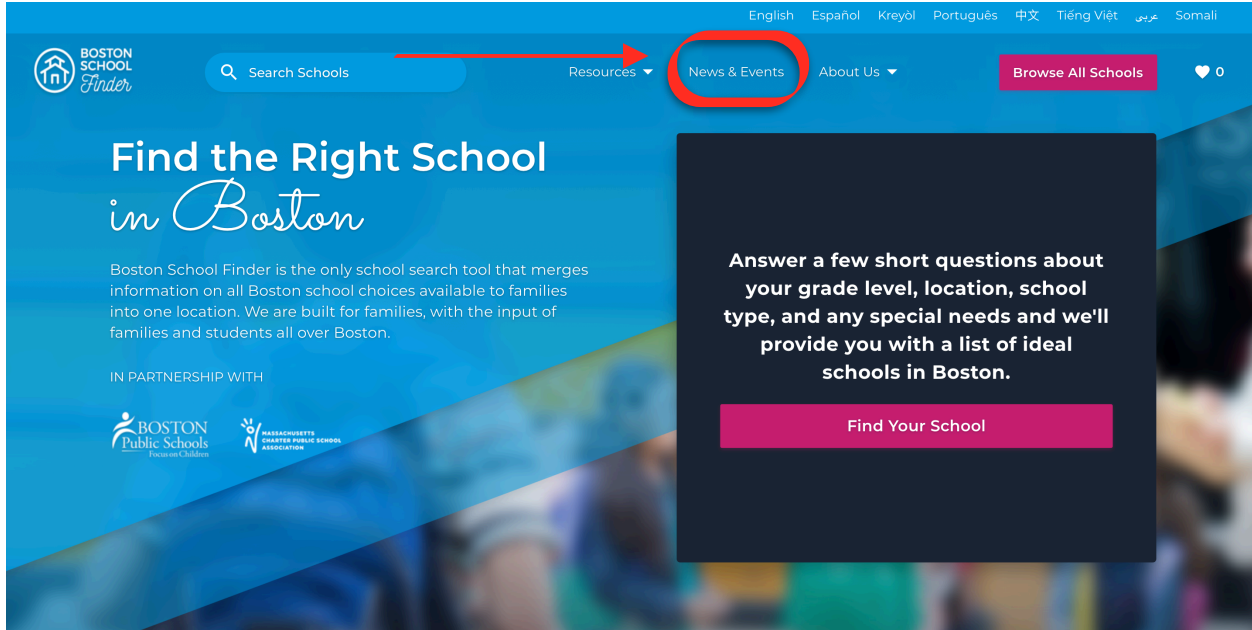 English Español Kreyòl Português 中文 Tiếng Việt عربى Somali
BOSTON
SCHOOL
Finder
Search Schools
Resources
News & Events
About Us
Browse All Schools
0
Find the Right School
in Boston
Boston School Finder is the only school search tool that merges
information on all Boston school choices available to families
into one location. We are built for families, with the input of
families and students all over Boston.
IN PARTNERSHIP WITH
BOSTON
Public Schools
Focus on Children
MASSACHUSETTS
CHARTER PUBLIC SCHOOL
ASSOCIATION
Answer a few short questions about
your grade level, location, school
type, and any special needs and we'll
provide you with a list of ideal
schools in Boston.
Find Your School